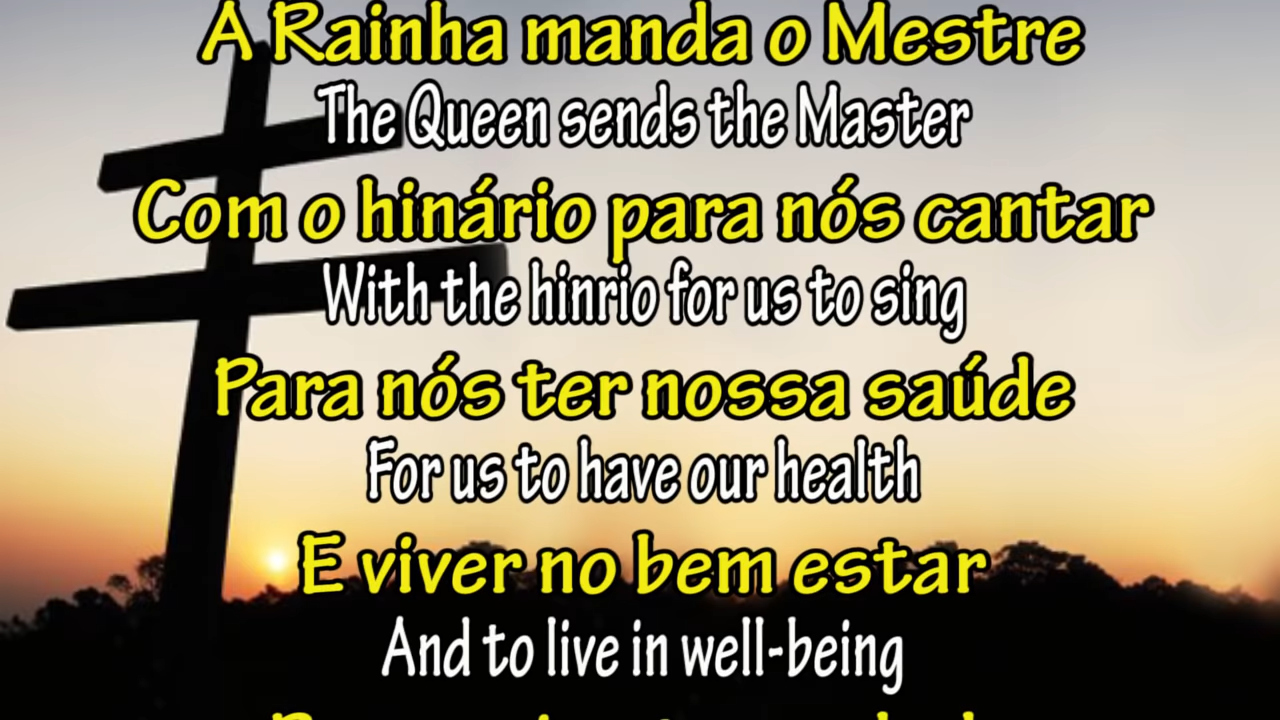 A Rainha manda o Mestre
The Queen sends the Master
Com o hinário para nós cantar
With the hinrio for us to sing
Para nós ter nossa saúde
For us to have our health
E viver no bem estar
And to live in well-being